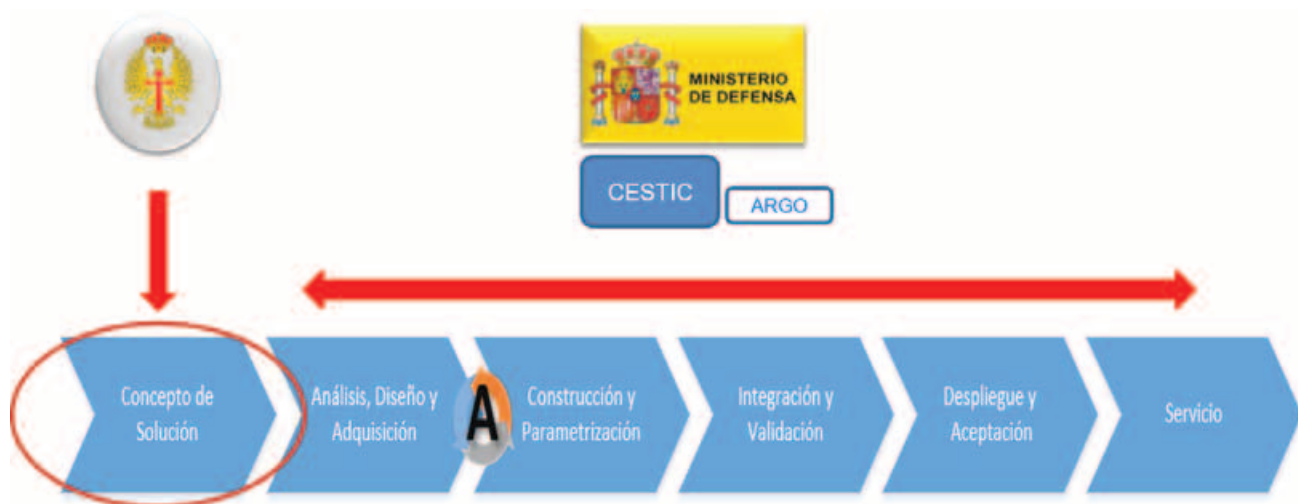 MINISTERIO
DE DEFENSA
CESTIC
ARGO
Concepto de
Solución
Análisis, Diseño y
Adquisición
A
Construcción y
Parametrización
Integración y
Validación
Despliegue y
Aceptación
Servicio